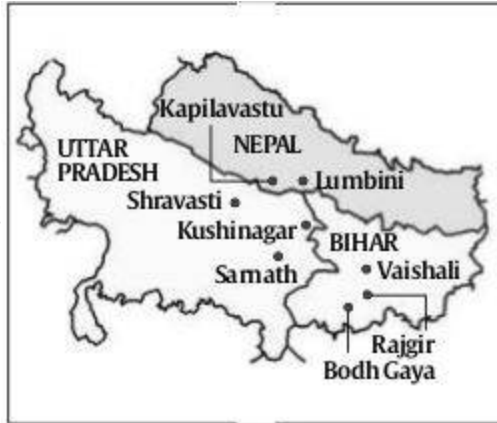 Kapilavastu
NEPAL
UTTAR
PRADESH
Lumbini
Shravasti
Kushinagar
BIHAR
Sarnath
Vaishali
Rajgir
Bodh Gaya